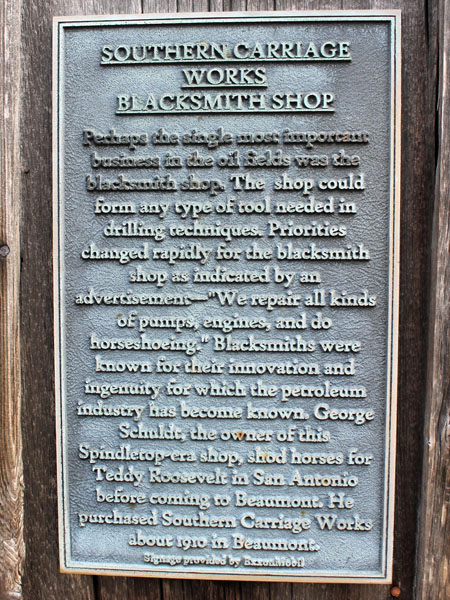 SOUTHERN CARRIAGE
WORKS
BLACKSMITH SHOP
Perhaps the single most important
business in the oil fields was the
blacksmith shop. The shop could
form any type of tool needed in
drilling techniques. Priorities
changed rapidly for the blacksmith
shop as indicated by an
advertisement—"We repair all kinds
of pumps, engines, and do
horseshoeing." Blacksmiths were
known for their innovation and
ingenuity for which the petroleum
industry has become known. George
Schuldt, the owner of this
Spindletop-era shop, shod horses for
Teddy Roosevelt in San Antonio
before coming to Beaumont. He
purchased Southern Carriage Works
about 1910 in Beaumont.
Signage provided by ExxonMobil